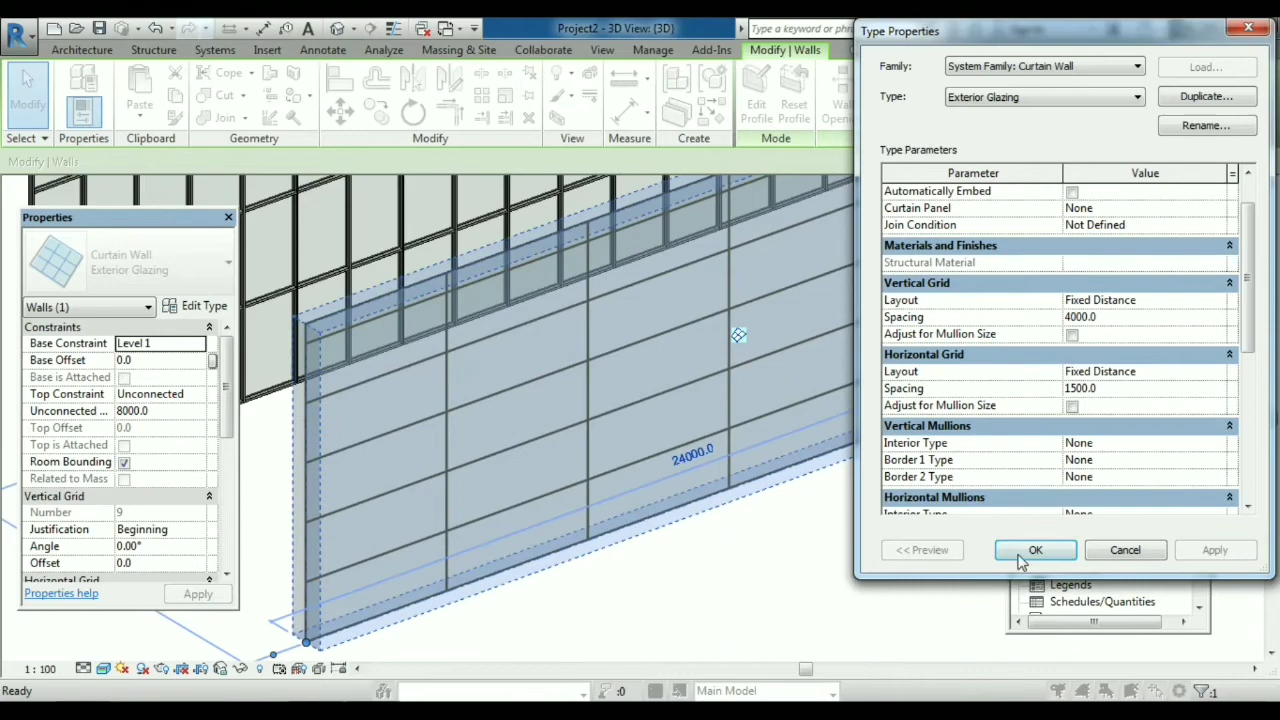 Project2 - 3D View: {3D}
Type a keyword or phrase
Architecture Structure Systems Insert Annotate Analyze Massing & Site Collaborate View Manage Add-Ins Modify | Walls
Modify
Paste
Cope
Cut
Join
Edit Profile
Reset Profile
Wall Openi
Select Properties Clipboard Geometry Modify View Measure Create Mode
Modify | Walls
Properties
Curtain Wall
Exterior Glazing
Walls (1) Edit Type
Constraints
Base Constraint Level 1
Base Offset 0.0
Base is Attached
Top Constraint Unconnected
Unconnected ... 8000.0
Top Offset 0.0
Top is Attached
Room Bounding
Related to Mass
Vertical Grid
Number 9
Justification Beginning
Angle 0.00°
Offset 0.0
Horizontal Grid
Properties help Apply
24000.0
Type Properties
Family: System Family: Curtain Wall Load...
Type: Exterior Glazing Duplicate...
Rename...
Type Parameters
Parameter Value =
Automatically Embed
Curtain Panel None
Join Condition Not Defined
Materials and Finishes
Structural Material
Vertical Grid
Layout Fixed Distance
Spacing 4000.0
Adjust for Mullion Size
Horizontal Grid
Layout Fixed Distance
Spacing 1500.0
Adjust for Mullion Size
Vertical Mullions
Interior Type None
Border 1 Type None
Border 2 Type None
Horizontal Mullions
Interior Type None
<< Preview OK Cancel Apply
Legends
Schedules/Quantities
1 : 100
Ready :0 Main Model :1